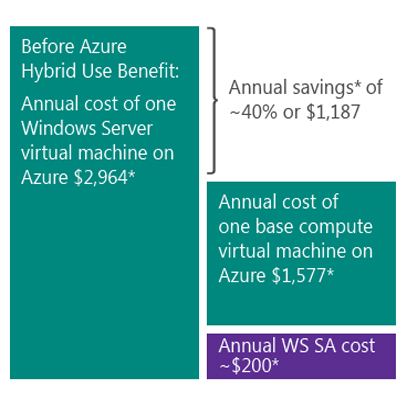 Before Azure
Hybrid Use Benefit:
Annual cost of one
Windows Server
virtual machine on
Azure $2,964*
Annual savings* of
~40% or $1,187
Annual cost of
one base compute
virtual machine on
Azure $1,577*
Annual WS SA cost
~$200*